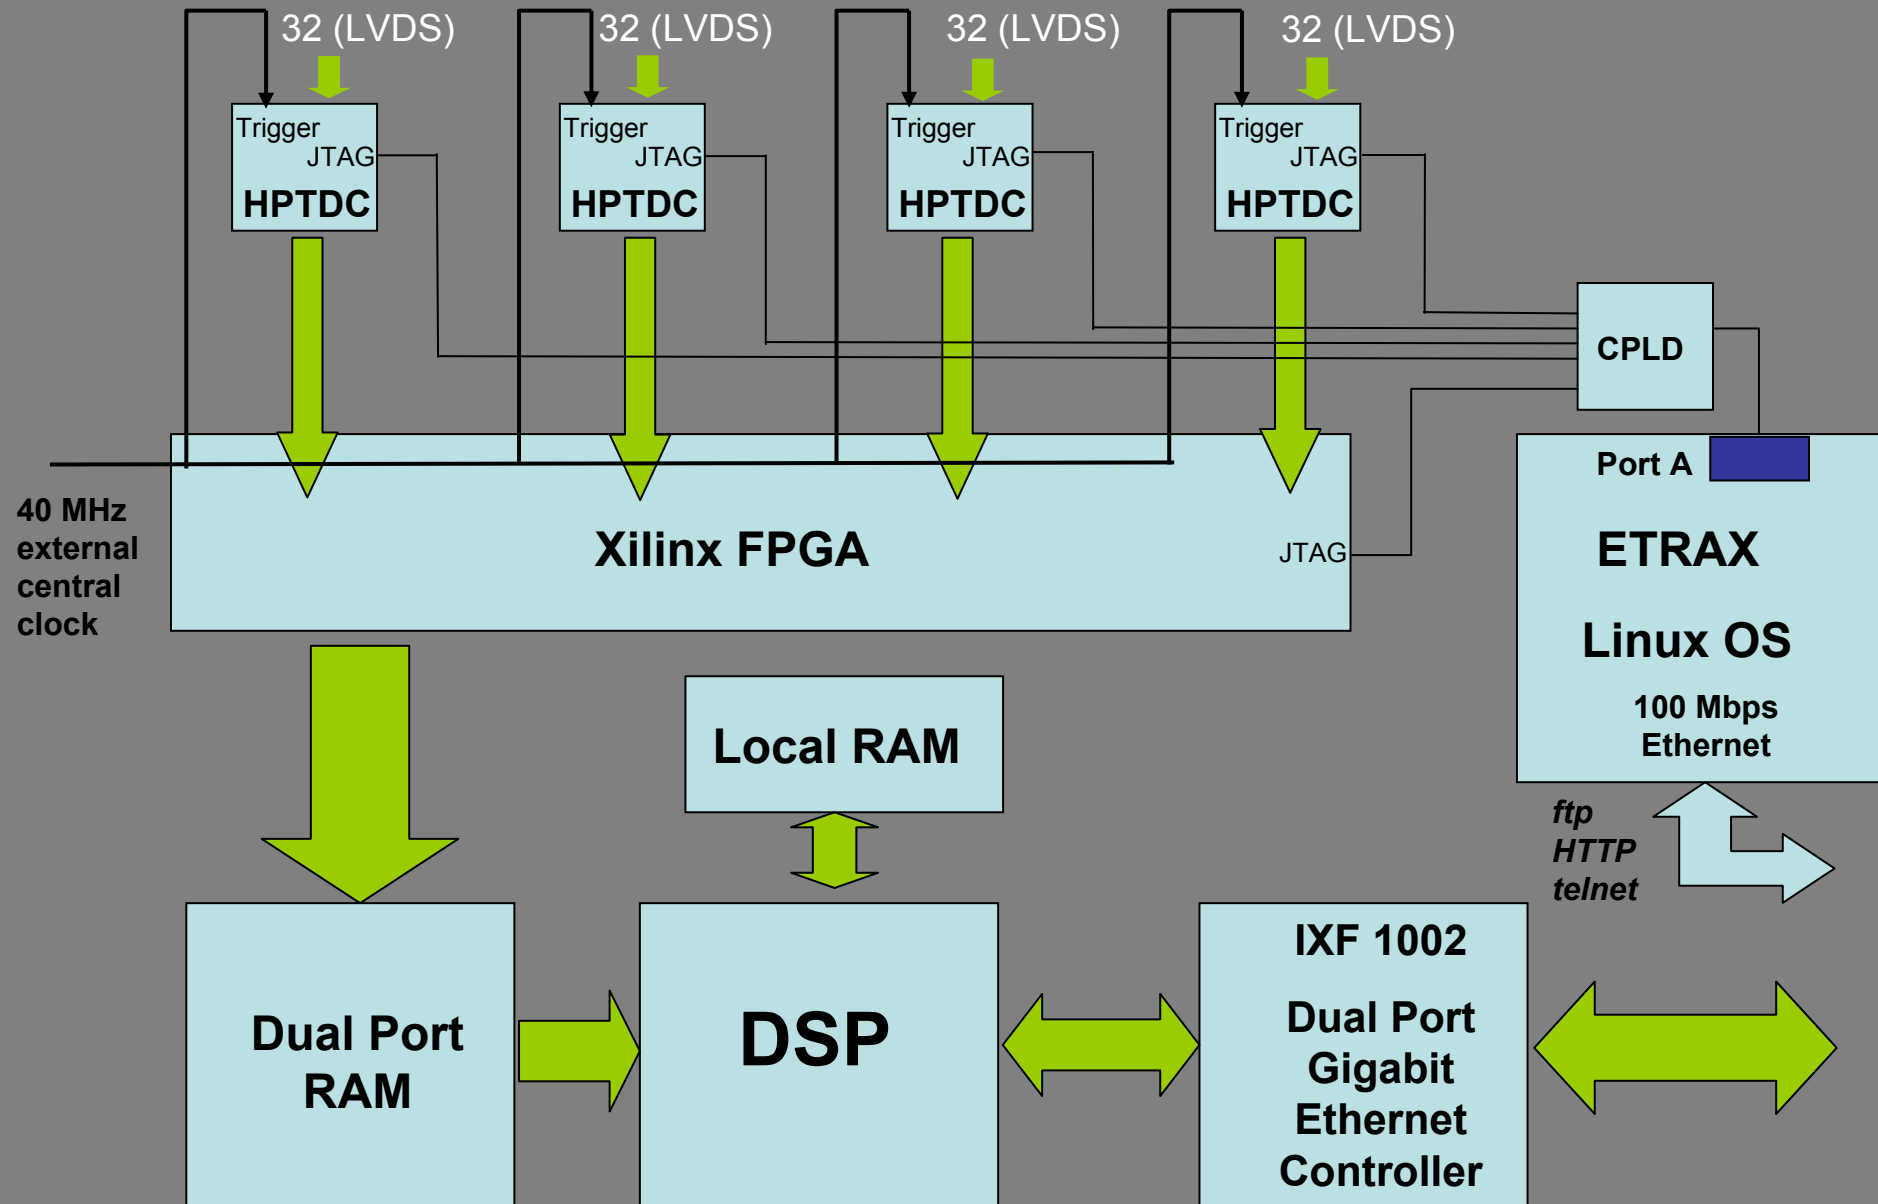 32 (LVDS)
32 (LVDS)
32 (LVDS)
32 (LVDS)
Trigger
JTAG
HPTDC
Trigger
JTAG
HPTDC
Trigger
JTAG
HPTDC
Trigger
JTAG
HPTDC
CPLD
40 MHz
external
central
clock
Xilinx FPGA
JTAG
Port A
ETRAX
Linux OS
100 Mbps
Ethernet
Local RAM
ftp
HTTP
telnet
Dual Port
RAM
DSP
IXF 1002
Dual Port
Gigabit
Ethernet
Controller